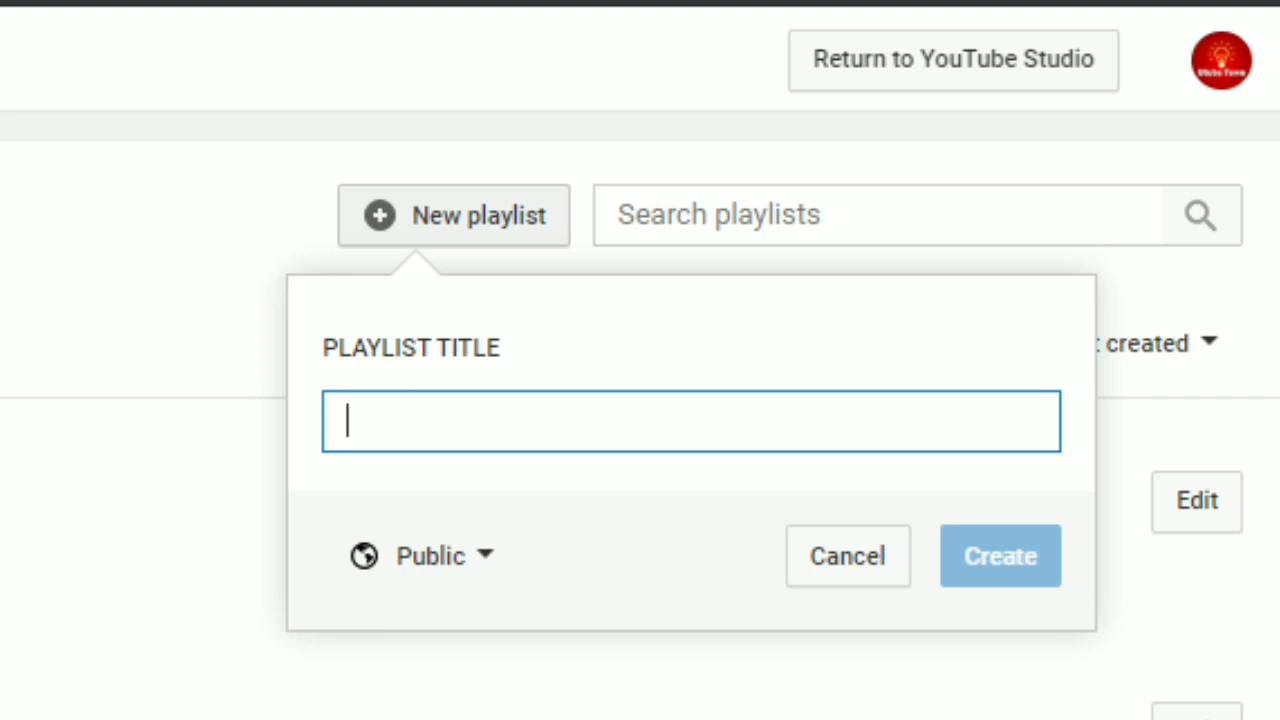 Return to YouTube Studio
New playlist
Search playlists
PLAYLIST TITLE
created
Edit
Public
Cancel
Create